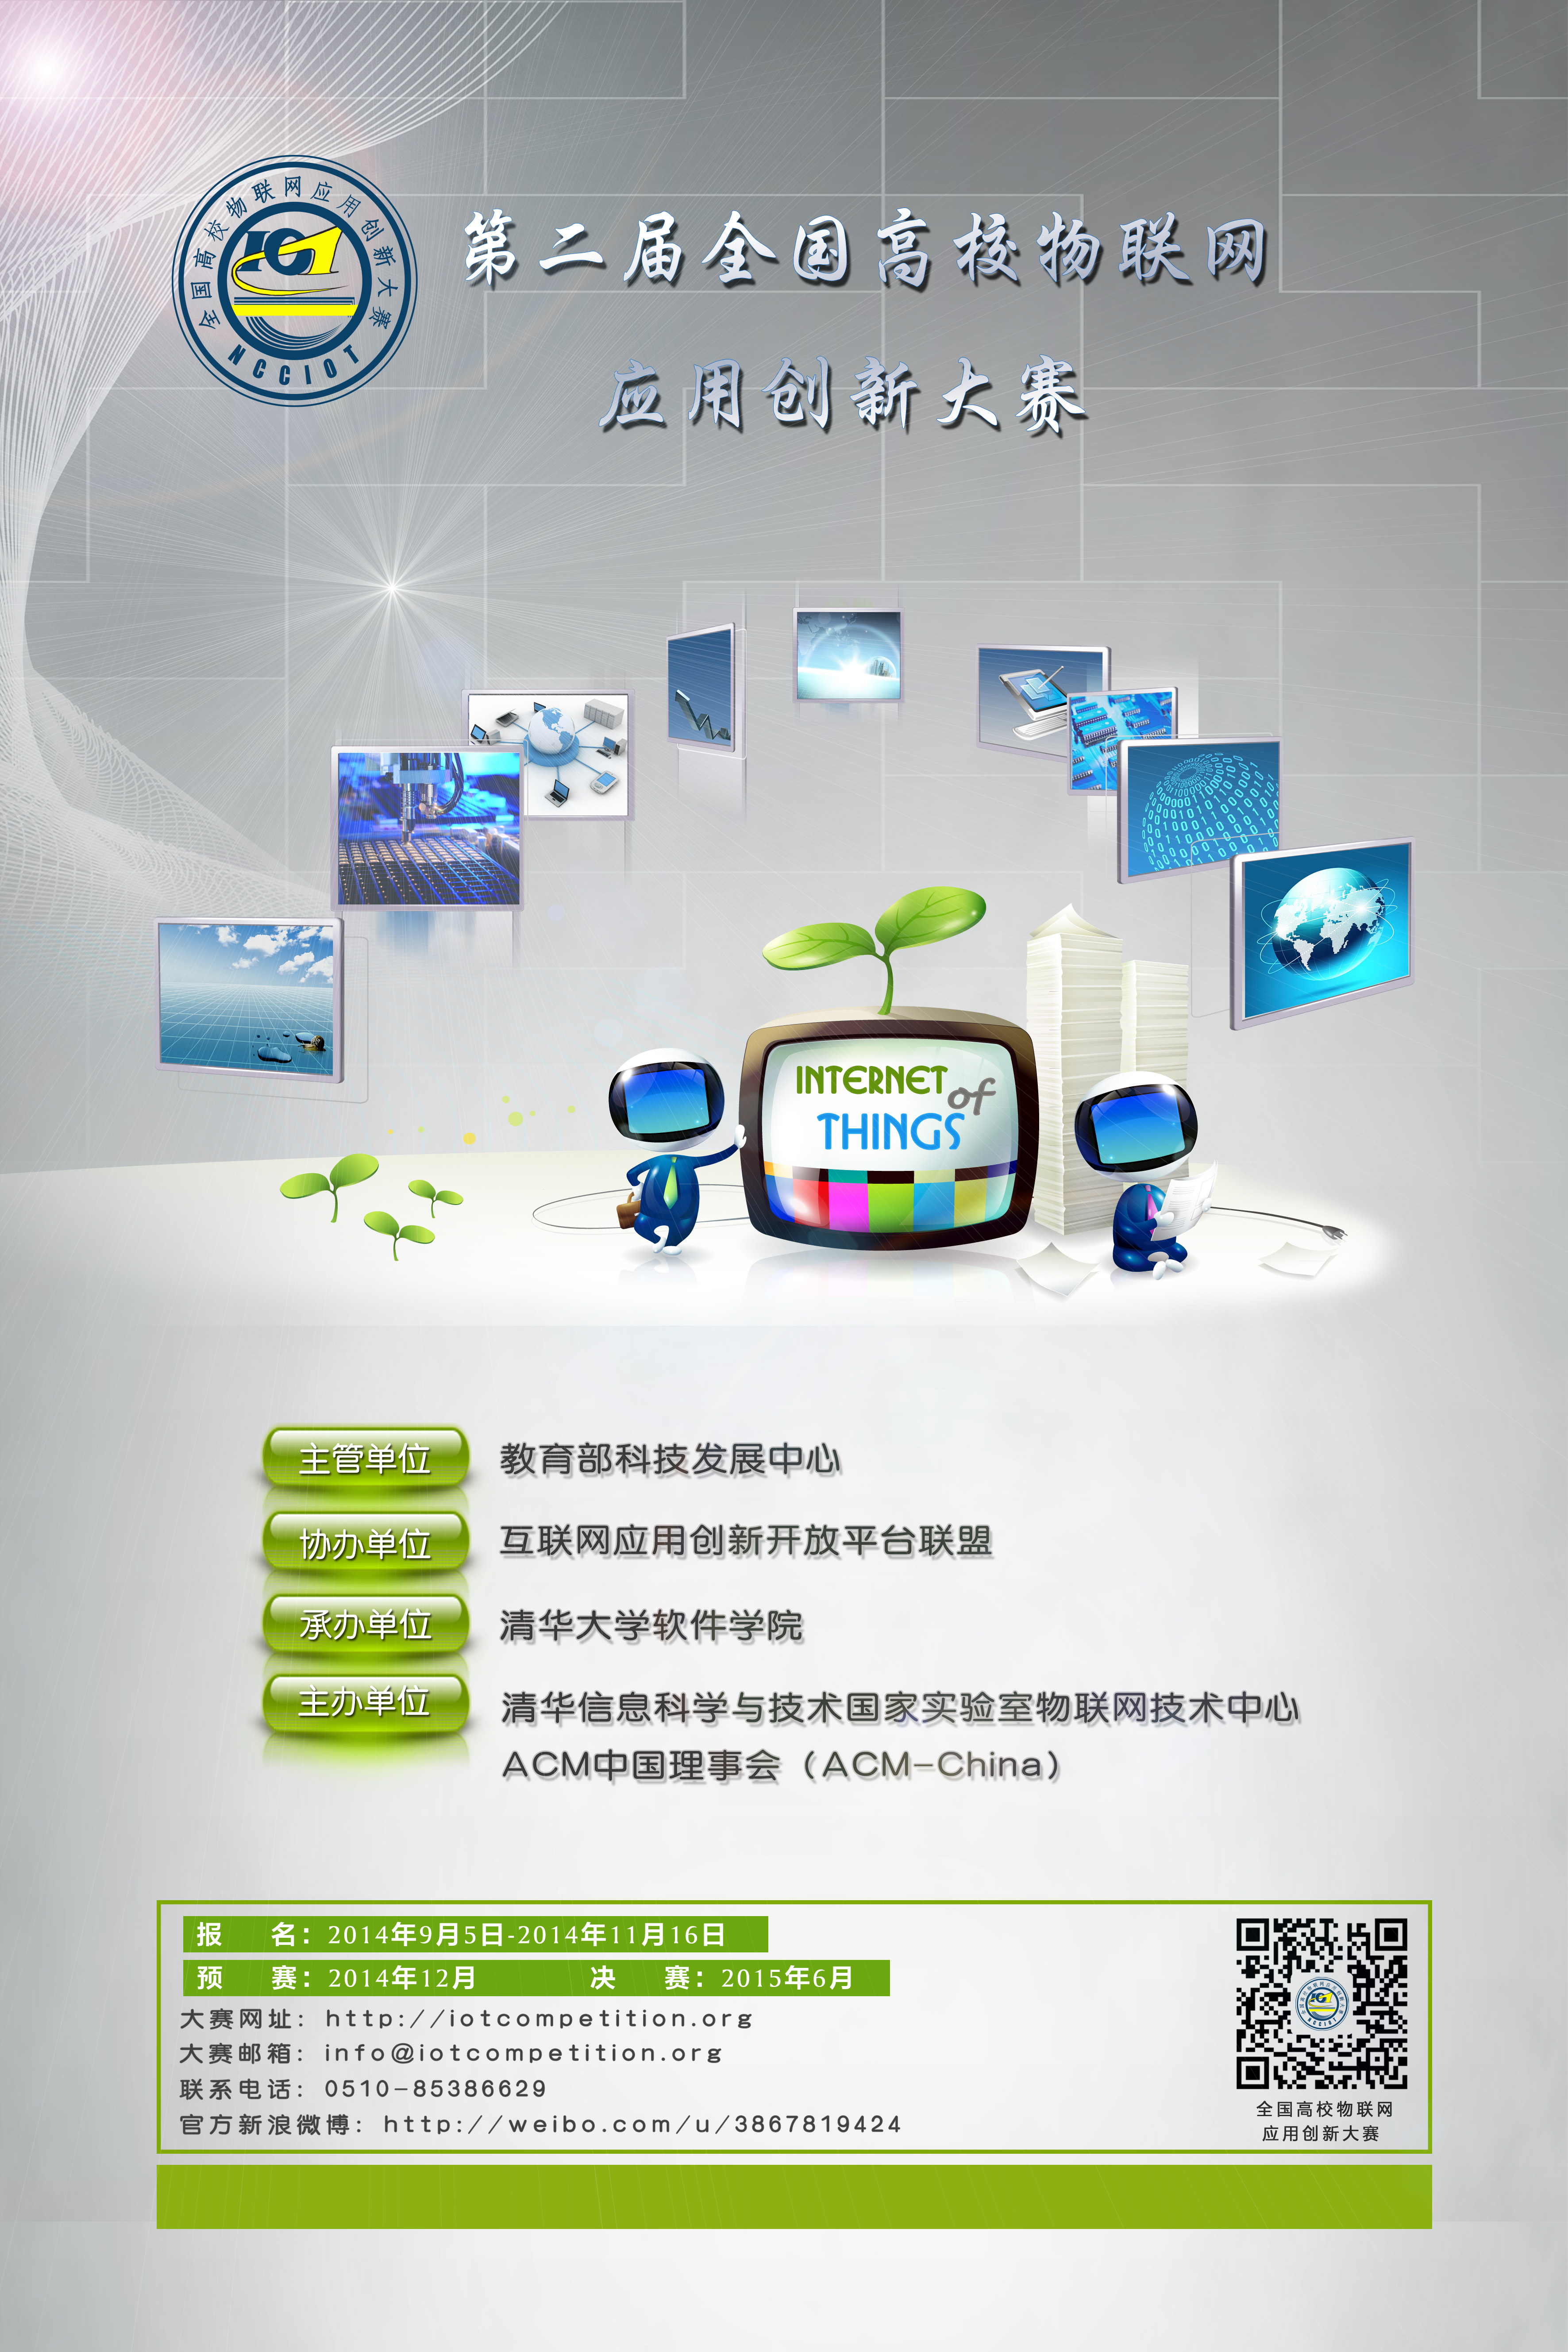 全国高校物联网应用创新大赛
NCCIOT
第二届全国高校物联网
应用创新大赛
INTERNET of
THINGS
主管单位 教育部科技发展中心
协办单位 互联网应用创新开放平台联盟
承办单位 清华大学软件学院
主办单位 清华信息科学与技术国家实验室物联网技术中心
ACM中国理事会（ACM-China）
报 名：2014年9月5日-2014年11月16日
预 赛：2014年12月 决 赛：2015年6月
大赛网址：http://iotcompetition.org
大赛邮箱：info@iotcompetition.org
联系电话：0510-85386629
官方新浪微博：http://weibo.com/u/3867819424
全国高校物联网
应用创新大赛